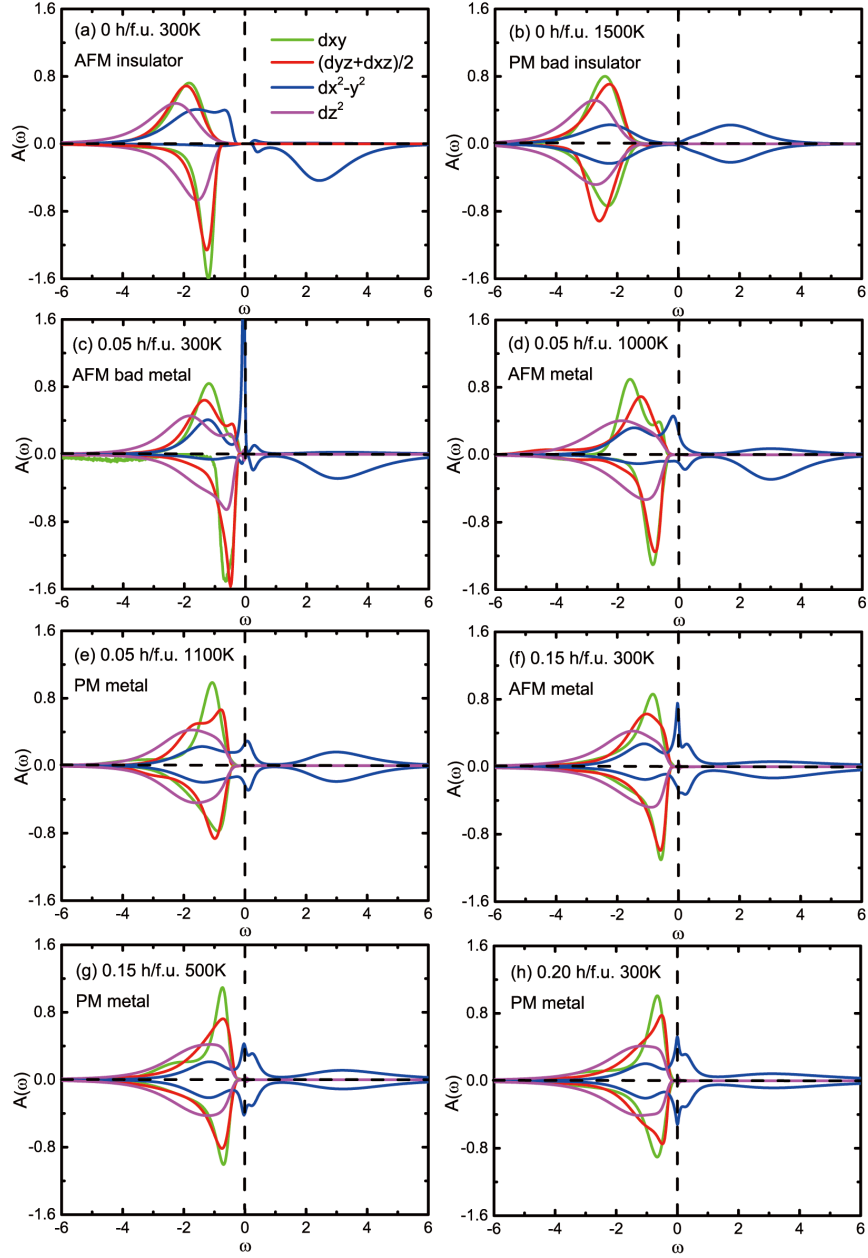 (a) 0 h/f.u. 300K
AFM insulator
dxy
(dyz+dxz)/2
dx²-y²
dz²
A(ω)
1.6
0.8
0.0
-0.8
-1.6
-6 -4 -2 0 2 4 6
ω
(b) 0 h/f.u. 1500K
PM bad insulator
A(ω)
1.6
0.8
0.0
-0.8
-1.6
-6 -4 -2 0 2 4 6
ω
(c) 0.05 h/f.u. 300K
AFM bad metal
A(ω)
1.6
0.8
0.0
-0.8
-1.6
-6 -4 -2 0 2 4 6
ω
(d) 0.05 h/f.u. 1000K
AFM metal
A(ω)
1.6
0.8
0.0
-0.8
-1.6
-6 -4 -2 0 2 4 6
ω
(e) 0.05 h/f.u. 1100K
PM metal
A(ω)
1.6
0.8
0.0
-0.8
-1.6
-6 -4 -2 0 2 4 6
ω
(f) 0.15 h/f.u. 300K
AFM metal
A(ω)
1.6
0.8
0.0
-0.8
-1.6
-6 -4 -2 0 2 4 6
ω
(g) 0.15 h/f.u. 500K
PM metal
A(ω)
1.6
0.8
0.0
-0.8
-1.6
-6 -4 -2 0 2 4 6
ω
(h) 0.20 h/f.u. 300K
PM metal
A(ω)
1.6
0.8
0.0
-0.8
-1.6
-6 -4 -2 0 2 4 6
ω